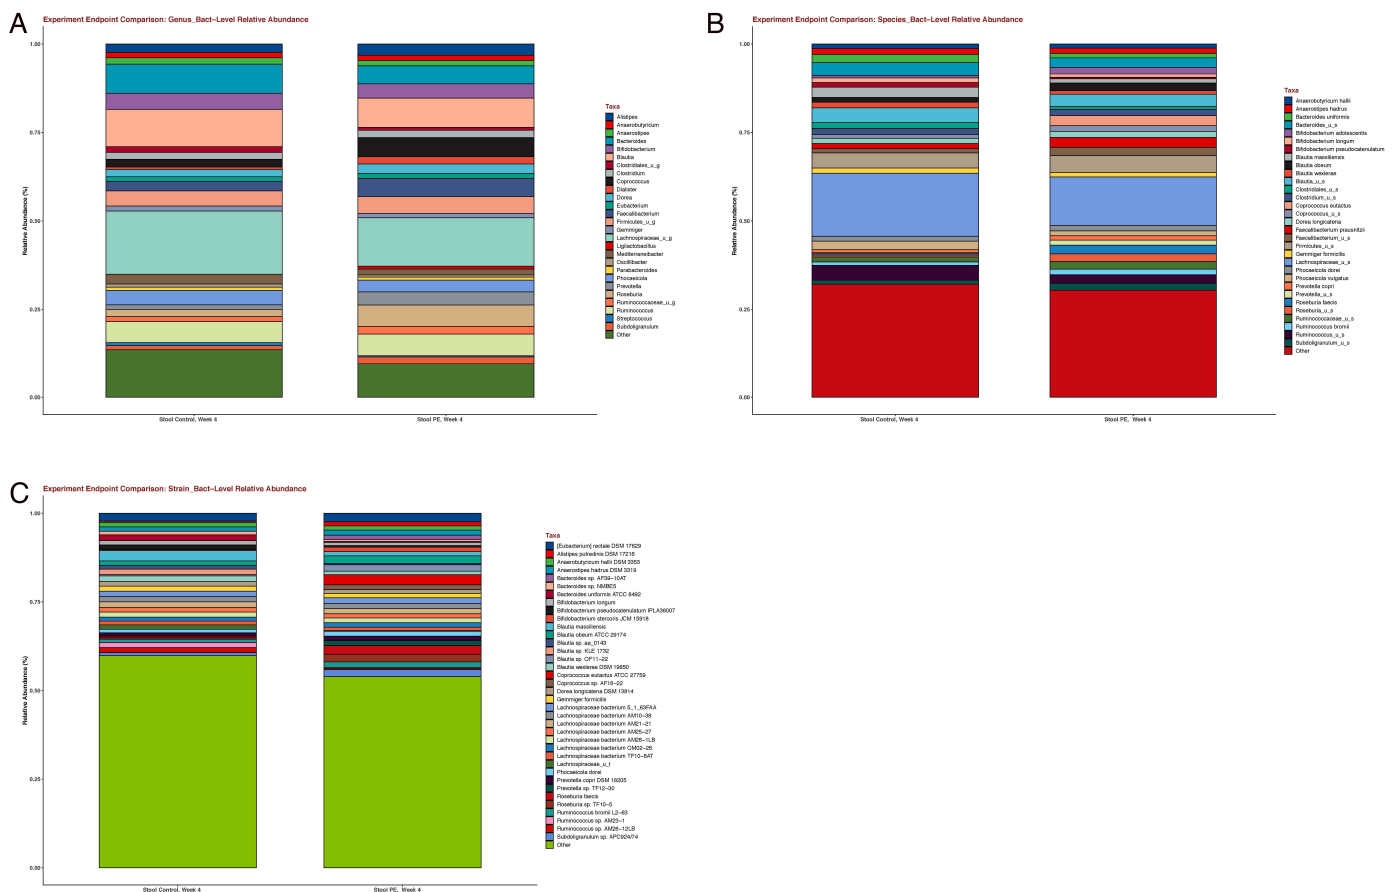 A
Experiment Endpoint Comparison: Genus_Bact-Level Relative Abundance
1.00
0.75
0.50
0.25
0.00
Relative Abundance (%)
Stool Control, Week 4
Stool PE, Week 4
Taxa
Alistipes
Anaerobutyricum
Anaerostipes
Bacteroides
Bifidobacterium
Blautia
Clostridiales_u_g
Clostridium
Coprococcus
Dialister
Dorea
Eubacterium
Faecalibacterium
Firmicutes_u_g
Gemmiger
Lachnospiraceae_u_g
Ligilactobacillus
Mediterraneibacter
Oscillibacter
Parabacteroides
Phocaeicola
Prevotella
Roseburia
Ruminococcaceae_u_g
Ruminococcus
Streptococcus
Subdoligranulum
Other
B
Experiment Endpoint Comparison: Species_Bact-Level Relative Abundance
1.00
0.75
0.50
0.25
0.00
Relative Abundance (%)
Stool Control, Week 4
Stool PE, Week 4
Taxa
Anaerobutyricum hallii
Anaerostipes hadrus
Bacteroides uniformis
Bacteroides_u_s
Bifidobacterium adolescentis
Bifidobacterium longum
Bifidobacterium pseudocatenulatum
Blautia massiliensis
Blautia obeum
Blautia wexlerae
Blautia_u_s
Clostridiales_u_s
Clostridium_u_s
Coprococcus eutactus
Coprococcus_u_s
Dorea longicatena
Faecalibacterium prausnitzii
Faecalibacterium_u_s
Firmicutes_u_s
Gemmiger formicilis
Lachnospiraceae_u_s
Phocaeicola dorei
Phocaeicola vulgatus
Prevotella copri
Prevotella_u_s
Roseburia faecis
Roseburia_u_s
Ruminococcaceae_u_s
Ruminococcus bromii
Ruminococcus_u_s
Subdoligranulum_u_s
Other
C
Experiment Endpoint Comparison: Strain_Bact-Level Relative Abundance
1.00
0.75
0.50
0.25
0.00
Relative Abundance (%)
Stool Control, Week 4
Stool PE, Week 4
Taxa
[Eubacterium] rectale DSM 17629
Alistipes putredinis DSM 17216
Anaerobutyricum hallii DSM 3353
Anaerostipes hadrus DSM 3319
Bacteroides sp. AF39-10AT
Bacteroides sp. NMBE5
Bacteroides uniformis ATCC 8492
Bifidobacterium longum
Bifidobacterium pseudocatenulatum IPLA36007
Bifidobacterium stercoris JCM 15918
Blautia massiliensis
Blautia obeum ATCC 29174
Blautia sp. aa_0143
Blautia sp. KLE 1732
Blautia sp. OF11-22
Blautia wexlerae DSM 19850
Coprococcus eutactus ATCC 27759
Coprococcus sp. AF16-22
Dorea longicatena DSM 13814
Gemmiger formicilis
Lachnospiraceae bacterium 5_1_63FAA
Lachnospiraceae bacterium AM10-38
Lachnospiraceae bacterium AM21-21
Lachnospiraceae bacterium AM25-27
Lachnospiraceae bacterium AM26-1LB
Lachnospiraceae bacterium OM02-26
Lachnospiraceae bacterium TF10-8AT
Lachnospiraceae_u_t
Phocaeicola dorei
Prevotella copri DSM 18205
Prevotella sp. TF12-30
Roseburia faecis
Roseburia sp. TF10-5
Ruminococcus bromii L2-63
Ruminococcus sp. AM23-1
Ruminococcus sp. AM26-12LB
Subdoligranulum sp. APC924/74
Other